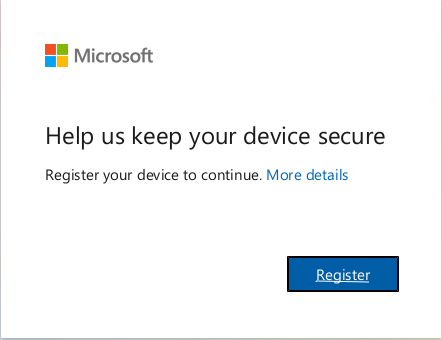 Microsoft
Help us keep your device secure
Register your device to continue. More details
Register